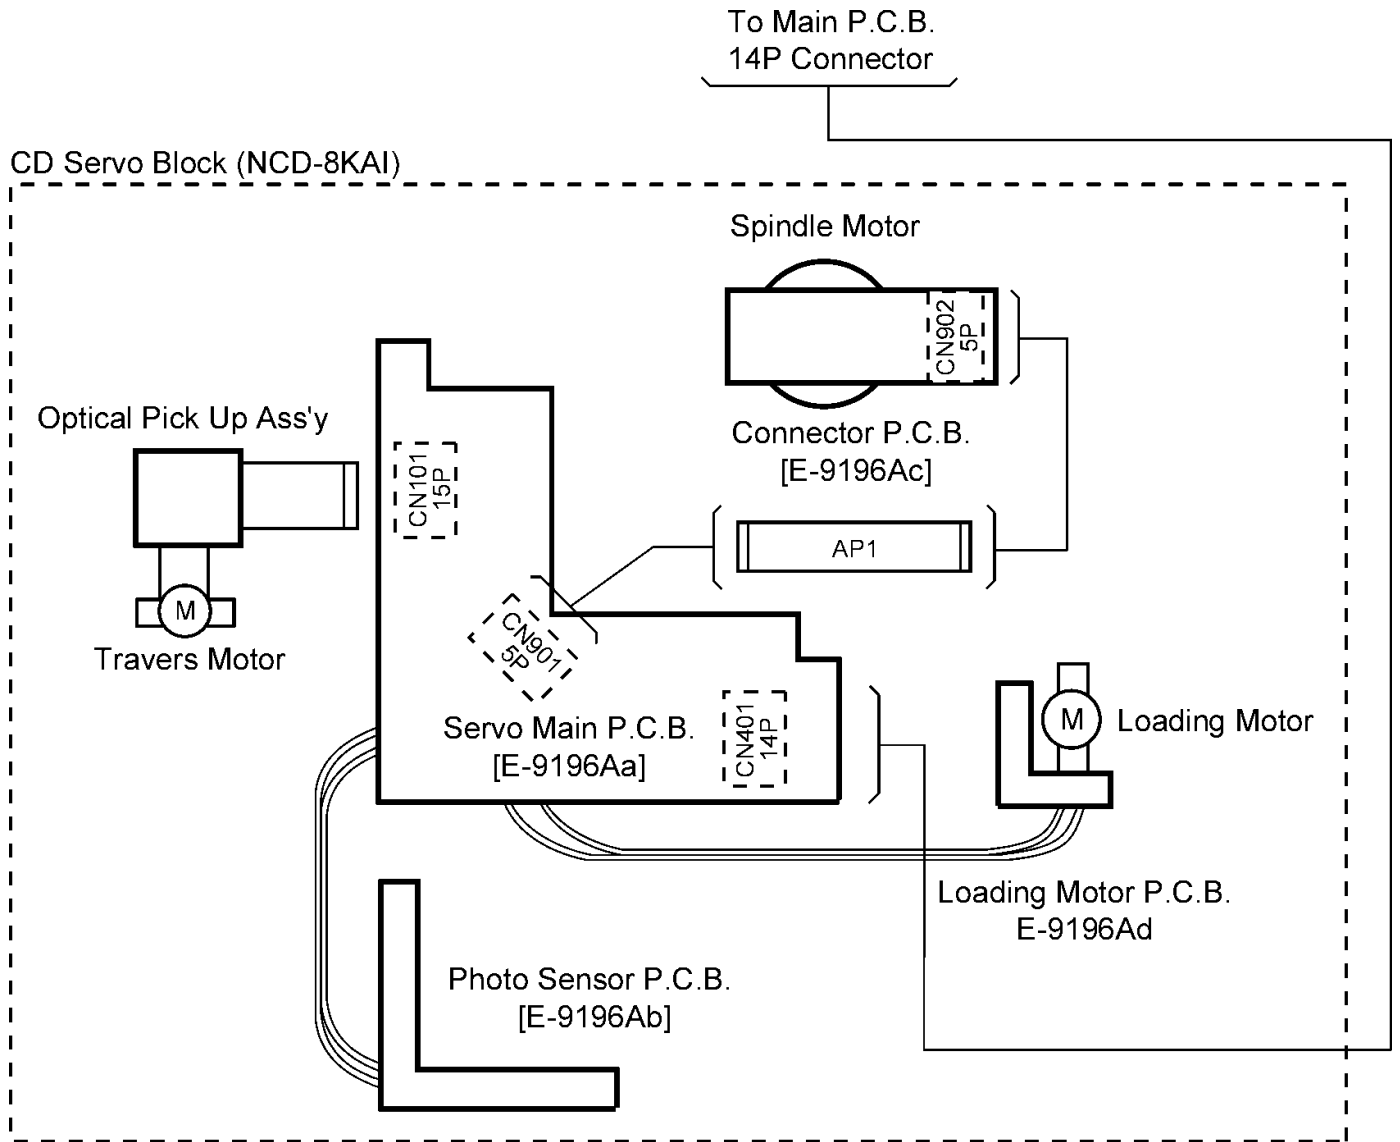 To Main P.C.B.
14P Connector
CD Servo Block (NCD-8KAI)
Spindle Motor
CN902
5P
Connector P.C.B.
[E-9196Ac]
Optical Pick Up Ass'y
CN101
15P
AP1
M
Travers Motor
CN901
5P
Servo Main P.C.B.
[E-9196Aa]
CN401
14P
M
Loading Motor
Loading Motor P.C.B.
E-9196Ad
Photo Sensor P.C.B.
[E-9196Ab]